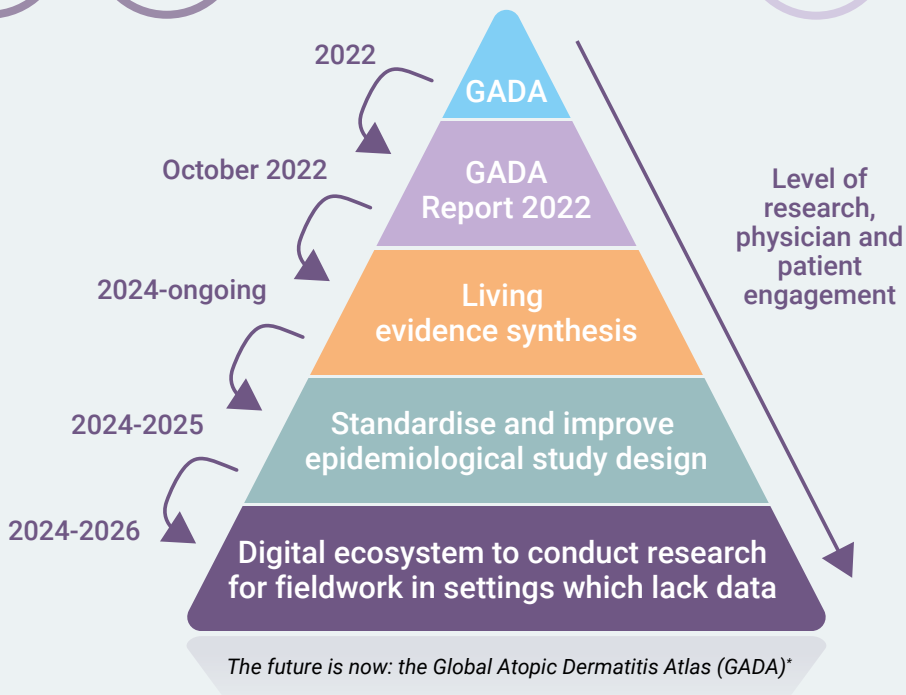 2022
GADA
October 2022
GADA
Report 2022
Level of
research,
physician and
patient
engagement
2024-ongoing
Living
evidence synthesis
2024-2025
Standardise and improve
epidemiological study design
2024-2026
Digital ecosystem to conduct research
for fieldwork in settings which lack data
The future is now: the Global Atopic Dermatitis Atlas (GADA)*